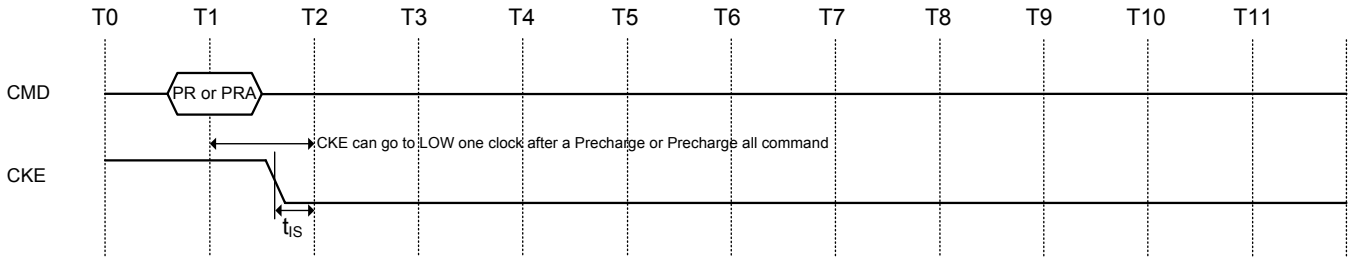 T0 T1 T2 T3 T4 T5 T6 T7 T8 T9 T10 T11
CMD
PR or PRA
CKE can go to LOW one clock after a Precharge or Precharge all command
CKE
tIS